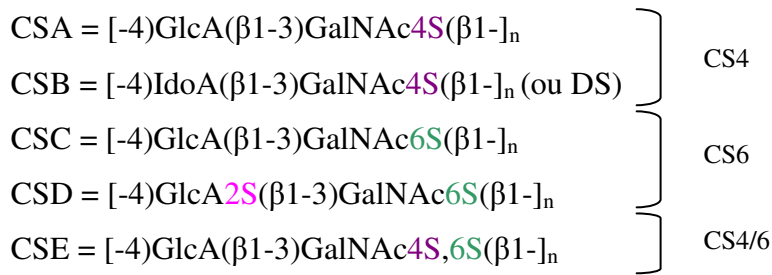 CSA = [-4)GlcA(β1-3)GalNAc4S(β1-]n
CSB = [-4)IdoA(β1-3)GalNAc4S(β1-]n (ou DS)
CS4
CSC = [-4)GlcA(β1-3)GalNAc6S(β1-]n
CSD = [-4)GlcA2S(β1-3)GalNAc6S(β1-]n
CS6
CSE = [-4)GlcA(β1-3)GalNAc4S,6S(β1-]n
CS4/6